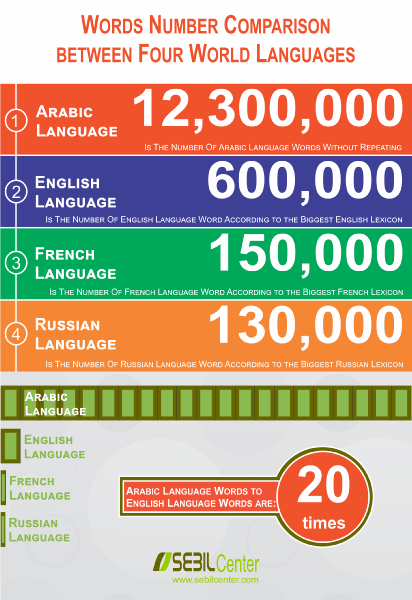 Words Number Comparison
between Four World Languages
1
Arabic
Language
12,300,000
Is The Number Of Arabic Language Words Without Repeating
2
English
Language
600,000
Is The Number Of English Language Word According to the Biggest English Lexicon
3
French
Language
150,000
Is The Number Of French Language Word According to the Biggest French Lexicon
4
Russian
Language
130,000
Is The Number Of Russian Language Word According to the Biggest Russian Lexicon
Arabic
Language
English
Language
French
Language
Russian
Language
Arabic Language Words to
English Language Words are:
20
times
SEBIL Center
www.sebilcenter.com